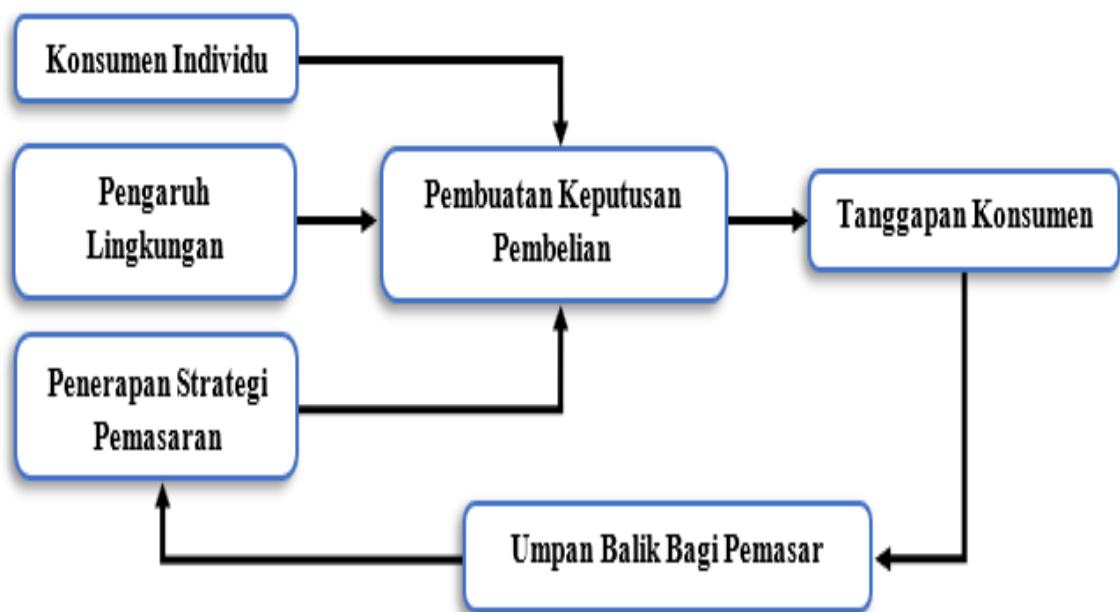 Konsumen Individu
Pengaruh
Lingkungan
Pembuatan Keputusan
Pembelian
Tanggapan Konsumen
Penerapan Strategi
Pemasaran
Umpan Balik Bagi Pemasar